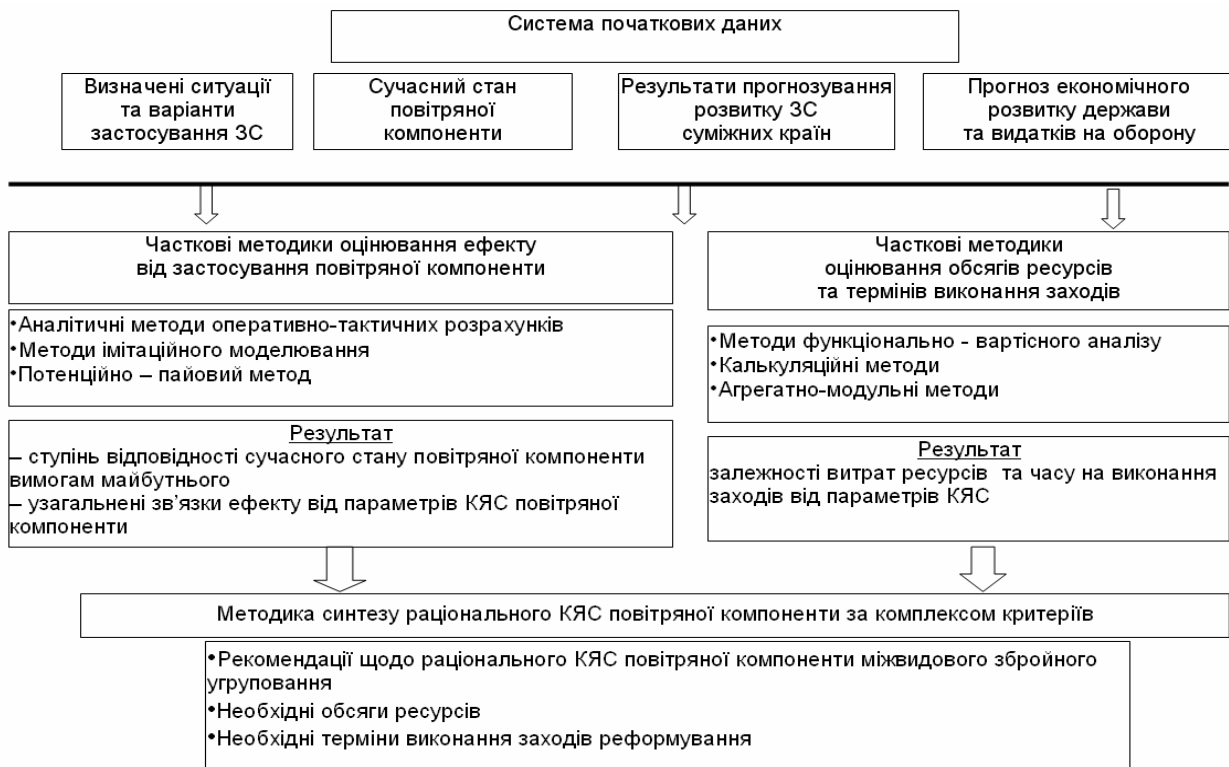 Система початкових даних
Визначені ситуації
та варіанти
застосування ЗС
Сучасний стан
повітряної
компоненти
Результати прогнозування
розвитку ЗС
суміжних країн
Прогноз економічного
розвитку держави
та видатків на оборону
Часткові методики оцінювання ефекту
від застосування повітряної компоненти
•Аналітичні методи оперативно-тактичних розрахунків
•Методи імітаційного моделювання
•Потенційно – пайовий метод
Результат
– ступінь відповідності сучасного стану повітряної компоненти
вимогам майбутнього
– узагальнені зв’язки ефекту від параметрів КЯС повітряної
компоненти
Часткові методики
оцінювання обсягів ресурсів
та термінів виконання заходів
•Методи функціонально - вартісного аналізу
•Калькуляційні методи
•Агрегатно-модульні методи
Результат
залежності витрат ресурсів та часу на виконання
заходів від параметрів КЯС
Методика синтезу раціонального КЯС повітряної компоненти за комплексом критеріїв
•Рекомендації щодо раціонального КЯС повітряної компоненти міжвидового збройного
угруповання
•Необхідні обсяги ресурсів
•Необхідні терміни виконання заходів реформування